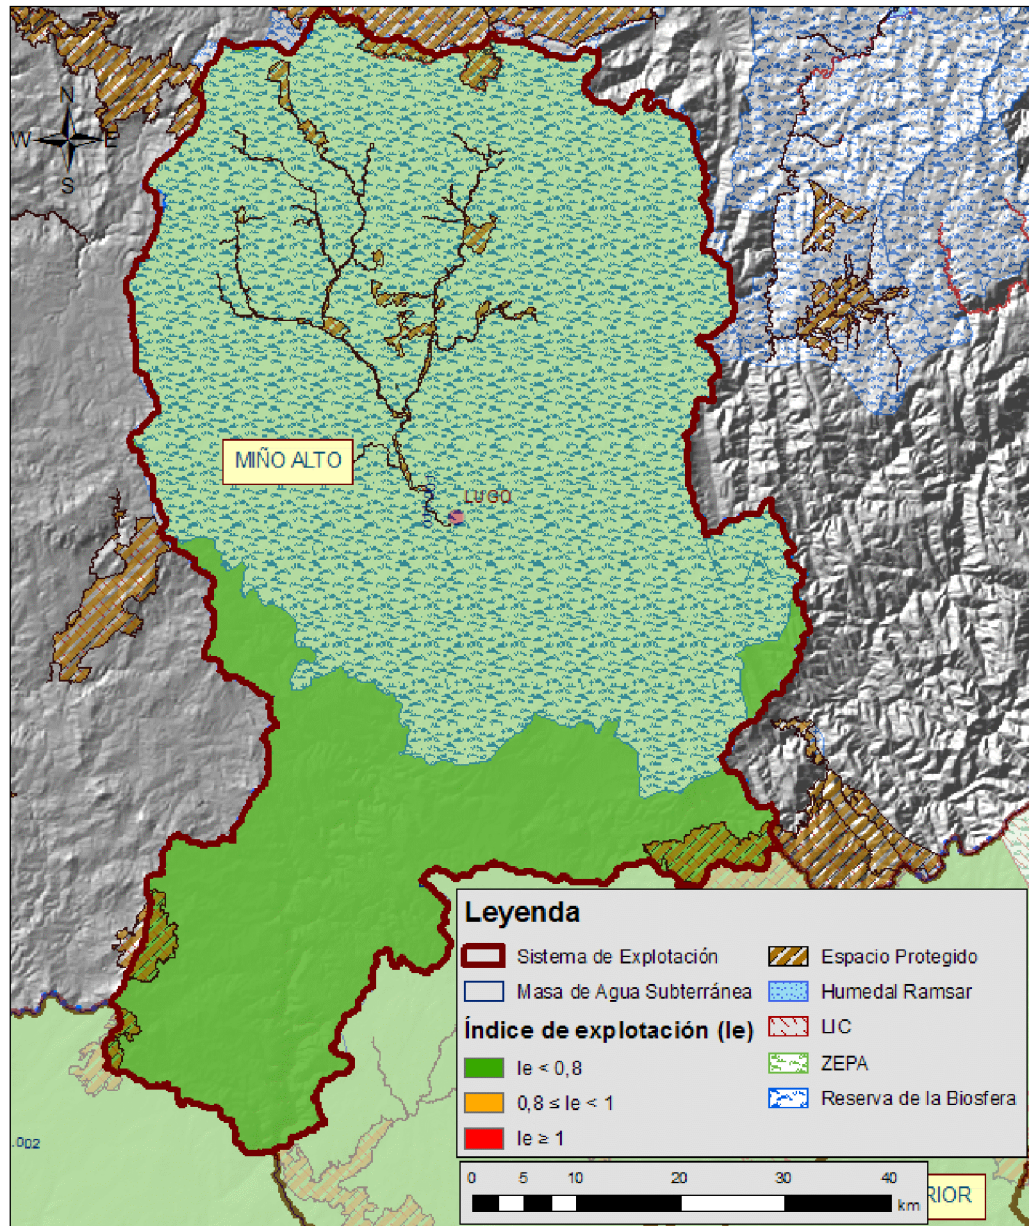 N
W E
S
MIÑO ALTO
LUGO
Leyenda
Sistema de Explotación
Masa de Agua Subterránea
Índice de explotación (Ie)
Ie < 0,8
0,8 ≤ Ie < 1
Ie ≥ 1
Espacio Protegido
Humedal Ramsar
LIC
ZEPA
Reserva de la Biosfera
.002
0 5 10 20 30 40
km
RIOR